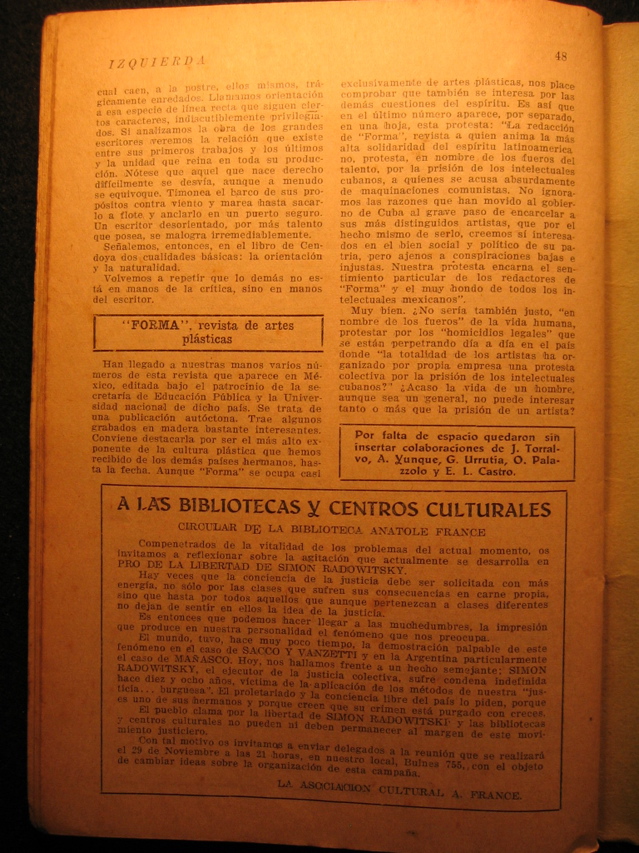 IZQUIERDA
48
cual caen, a la postre, ellos mismos, trá-
gicamente enredados. Llamamos orientación
a esa especie de línea recta que siguen cier-
tos caracteres, indiscutiblemente privilegia-
dos. Si analizamos la obra de los grandes
escritores veremos la relación que existe
entre sus primeros trabajos y los últimos
y la unidad que reina en toda su produc-
ción. Nótese que aquel que nace derecho
difícilmente se desvía, aunque a menudo
se equivoque. Timonea el barco de sus pro-
pósitos contra viento y marea hasta sacar-
lo a flote y anclarlo en un puerto seguro.
Un escritor desorientado, por más talento
que posea, se malogra irremediablemente.
Señalemos, entonces, en el libro de Cen-
doya dos cualidades básicas: la orientación
y la naturalidad.
Volvemos a repetir que lo demás no es-
tá en manos de la crítica, sino en manos
del escritor.
"FORMA". revista de artes
plásticas
Han llegado a nuestras manos varios nú-
meros de esta revista que aparece en Mé-
xico, editada bajo el patrocinio de la se-
cretaría de Educación Pública y la Univer-
sidad nacional de dicho país. Se trata de
una publicación autóctona. Trae algunos
grabados en madera bastante interesantes.
Conviene destacarla por ser el más alto ex-
ponente de la cultura plástica que hemos
recibido de los demás países hermanos, has-
ta la fecha. Aunque "Forma" se ocupa casi
exclusivamente de artes plásticas, nos place
comprobar que también se interesa por las
demás cuestiones del espíritu. Es así que
en el último número aparece, por separado,
en una hoja, esta protesta: "La redacción
de "Forma", revista a quien anima la más
alta solidaridad del espíritu latinoamerica
no, protesta, en nombre de los fueros del
talento, por la prisión de los intelectuales
cubanos, a quienes se acusa absurdamente
de maquinaciones comunistas. No ignora-
mos las razones que han movido al gobier-
no de Cuba al grave paso de encarcelar a
sus más distinguidos artistas, que por el
hecho mismo de serlo, creemos sí interesa-
dos en el bien social y político de su pa-
tria, pero ajenos a conspiraciones bajas e
injustas. Nuestra protesta encarna el sen-
timiento particular de los redactores de
"Forma" y el muy hondo de todos los in-
telectuales mexicanos".
Muy bien. ¿No sería también justo, "en
nombre de los fueros" de la vida humana,
protestar por los "homicidios legales" que
se están perpetrando día a día en el país
donde "la totalidad de los artistas ha or-
ganizado por propia empresa una protesta
colectiva por la prisión de los intelectuales
cubanos?" ¿Acaso la vida de un hombre,
aunque sea un general, no puede interesar
tanto o más que la prisión de un artista?
Por falta de espacio quedaron sin
insertar colaboraciones de J. Torral-
vo, A. Yunque, G. Urrutia, O. Pala-
zzolo y E. L. Castro.
A LAS BIBLIOTECAS y CENTROS CULTURALES
CIRCULAR DE LA BIBLIOTECA ANATOLE FRANCE
Compenetrados de la vitalidad de los problemas del actual momento, os
invitamos a reflexionar sobre la agitación que actualmente se desarrolla en
PRO DE LA LIBERTAD DE SIMON RADOWITSKY.
Hay veces que la conciencia de la justicia debe ser solicitada con más
energía, no sólo por las clases que sufren sus consecuencias en carne propia,
sino que hasta por todos aquellos que aunque pertenezcan a clases diferentes
no dejan de sentir en ellos la idea de la justicia.
Es entonces que podemos hacer llegar a las muchedumbres, la impresión
que produce en nuestra personalidad el fenómeno que nos preocupa.
El mundo, tuvo, hace muy poco tiempo, la demostración palpable de este
fenómeno en el caso de SACCO Y VANZETTI y en la Argentina particularmente
el caso de MAÑASCO. Hoy, nos hallamos frente a un hecho semejante: SIMON
RADOWITSKY, el ejecutor de la justicia colectiva, sufre condena indefinida
hace diez y ocho años, víctima de la aplicación de los métodos de nuestra "jus-
ticia... burguesa". El proletariado y la conciencia libre del país lo piden, porque
es uno de sus hermanos y porque creen que su crimen está purgado con creces.
El pueblo clama por la libertad de SIMON RADOWITSKI y las bibliotecas
y centros culturales no pueden ni deben permanecer al margen de este movi-
miento justiciero.
Con tal motivo os invitamos a enviar delegados a la reunión que se realizará
el 29 de Noviembre a las 21 horas, en nuestro local, Bulnes 755, con el objeto
de cambiar ideas sobre la organización de esta campaña.
LA ASOCIACION CULTURAL A. FRANCE.